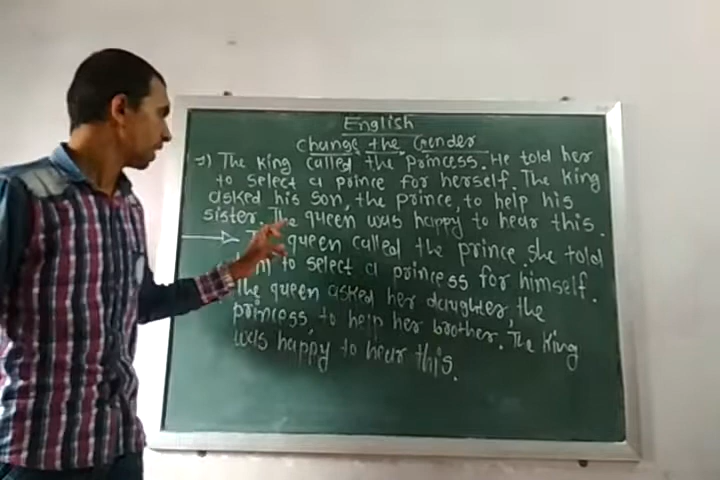 English
Change the Gender
1) The King called the princess. He told her
to select a prince for herself. The King
asked his son, the prince, to help his
sister. The queen was happy to hear this.
queen called the prince. She told
to select a princess for himself.
The queen asked her daughter, the
princess, to help her brother. The King
was happy to hear this.